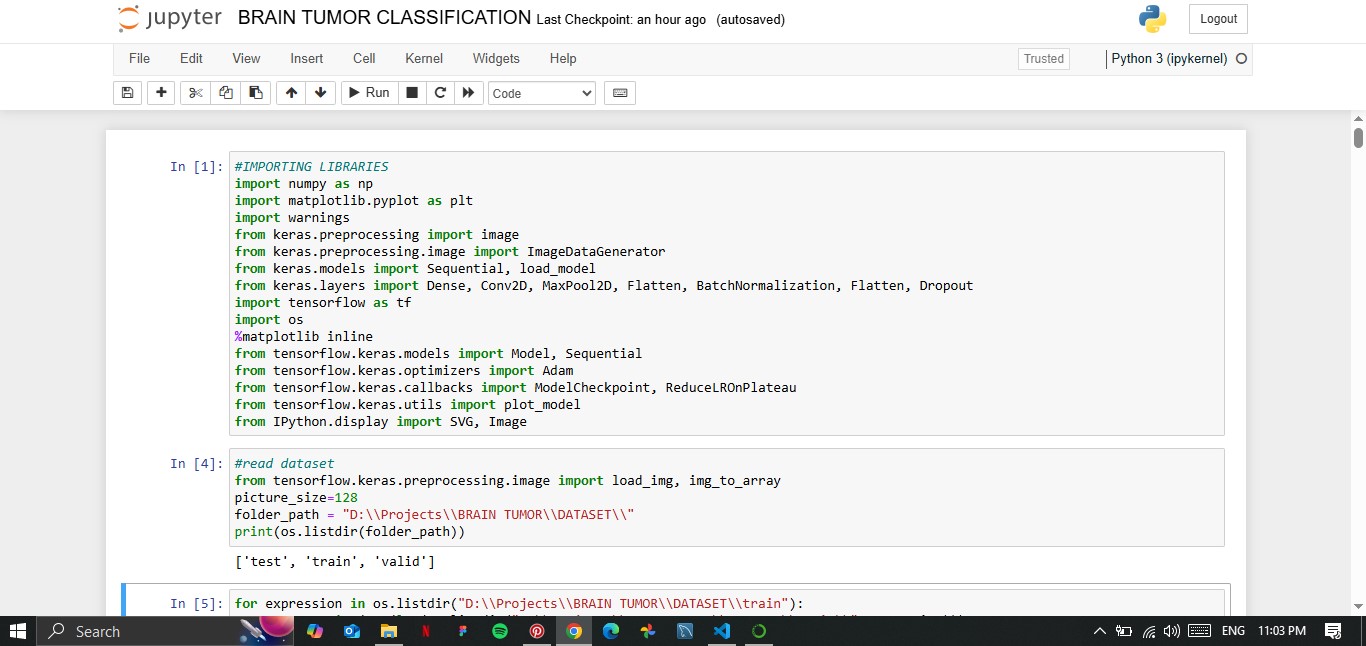 jupyter BRAIN TUMOR CLASSIFICATION Last Checkpoint: an hour ago (autosaved)
Logout
File Edit View Insert Cell Kernel Widgets Help
Trusted
Python 3 (ipykernel)
Run
Code
In [1]:
#IMPORTING LIBRARIES
import numpy as np
import matplotlib.pyplot as plt
import warnings
from keras.preprocessing import image
from keras.preprocessing.image import ImageDataGenerator
from keras.models import Sequential, load_model
from keras.layers import Dense, Conv2D, MaxPool2D, Flatten, BatchNormalization, Flatten, Dropout
import tensorflow as tf
import os
%matplotlib inline
from tensorflow.keras.models import Model, Sequential
from tensorflow.keras.optimizers import Adam
from tensorflow.keras.callbacks import ModelCheckpoint, ReduceLROnPlateau
from tensorflow.keras.utils import plot_model
from IPython.display import SVG, Image
In [4]:
#read dataset
from tensorflow.keras.preprocessing.image import load_img, img_to_array
picture_size=128
folder_path = "D:\\Projects\\BRAIN TUMOR\\DATASET\\"
print(os.listdir(folder_path))
['test', 'train', 'valid']
In [5]:
for expression in os.listdir("D:\\Projects\\BRAIN TUMOR\\DATASET\\train"):
Search
ENG 11:03 PM